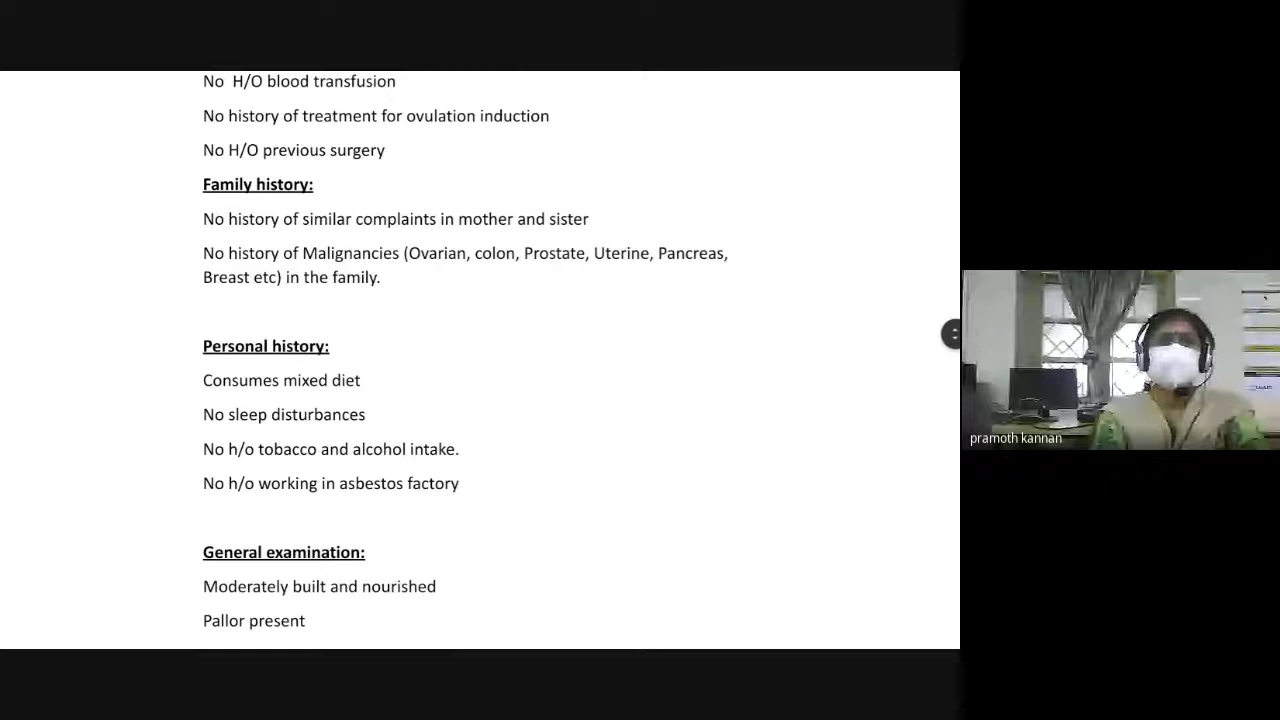 No  H/O blood transfusion
No history of treatment for ovulation induction
No H/O previous surgery
Family history:
No history of similar complaints in mother and sister
No history of Malignancies (Ovarian, colon, Prostate, Uterine, Pancreas,
Breast etc) in the family.
Personal history:
Consumes mixed diet
No sleep disturbances
No h/o tobacco and alcohol intake.
No h/o working in asbestos factory
General examination:
Moderately built and nourished
Pallor present
pramoth kannan